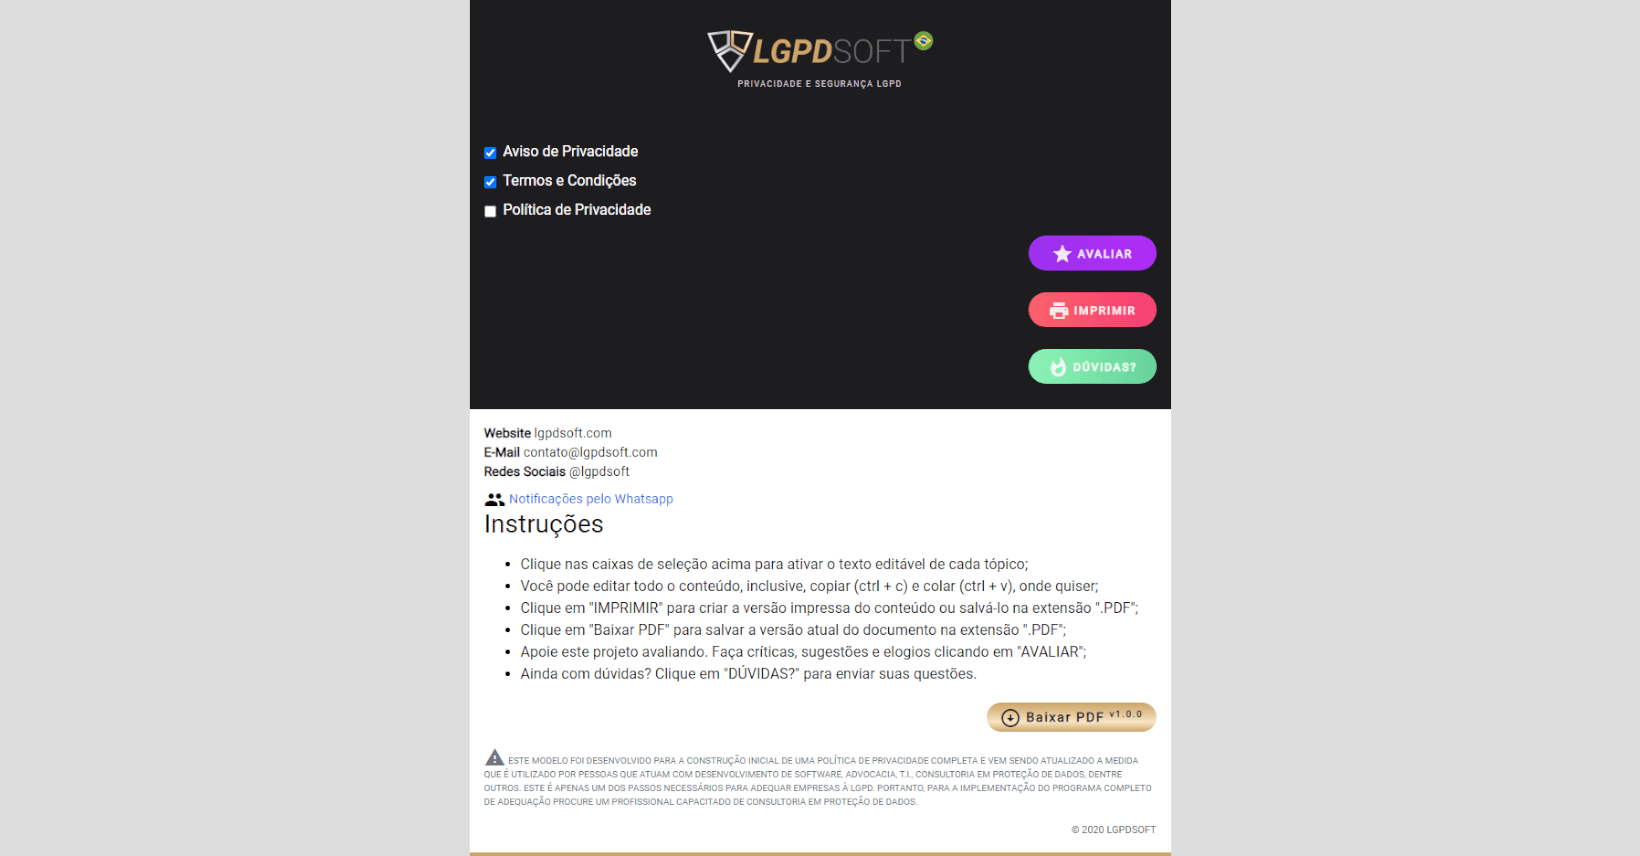 LGPDSOFT
PRIVACIDADE E SEGURANÇA LGPD
Aviso de Privacidade
Termos e Condições
Política de Privacidade
AVALIAR
IMPRIMIR
DÚVIDAS?
Website lgpdsoft.com
E-Mail contato@lgpdsoft.com
Redes Sociais @lgpdsoft
Notificações pelo Whatsapp
Instruções
• Clique nas caixas de seleção acima para ativar o texto editável de cada tópico;
• Você pode editar todo o conteúdo, inclusive, copiar (ctrl + c) e colar (ctrl + v), onde quiser;
• Clique em "IMPRIMIR" para criar a versão impressa do conteúdo ou salvá-lo na extensão ".PDF";
• Clique em "Baixar PDF" para salvar a versão atual do documento na extensão ".PDF";
• Apoie este projeto avaliando. Faça críticas, sugestões e elogios clicando em "AVALIAR";
• Ainda com dúvidas? Clique em "DÚVIDAS?" para enviar suas questões.
Baixar PDF v1.0.0
ESTE MODELO FOI DESENVOLVIDO PARA A CONSTRUÇÃO INICIAL DE UMA POLÍTICA DE PRIVACIDADE COMPLETA E VEM SENDO ATUALIZADO A MEDIDA
QUE É UTILIZADO POR PESSOAS QUE ATUAM COM DESENVOLVIMENTO DE SOFTWARE, ADVOCACIA, T.I., CONSULTORIA EM PROTEÇÃO DE DADOS, DENTRE
OUTROS. ESTE É APENAS UM DOS PASSOS NECESSÁRIOS PARA ADEQUAR EMPRESAS À LGPD. PORTANTO, PARA A IMPLEMENTAÇÃO DO PROGRAMA COMPLETO
DE ADEQUAÇÃO PROCURE UM PROFISSIONAL CAPACITADO DE CONSULTORIA EM PROTEÇÃO DE DADOS.
© 2020 LGPDSOFT